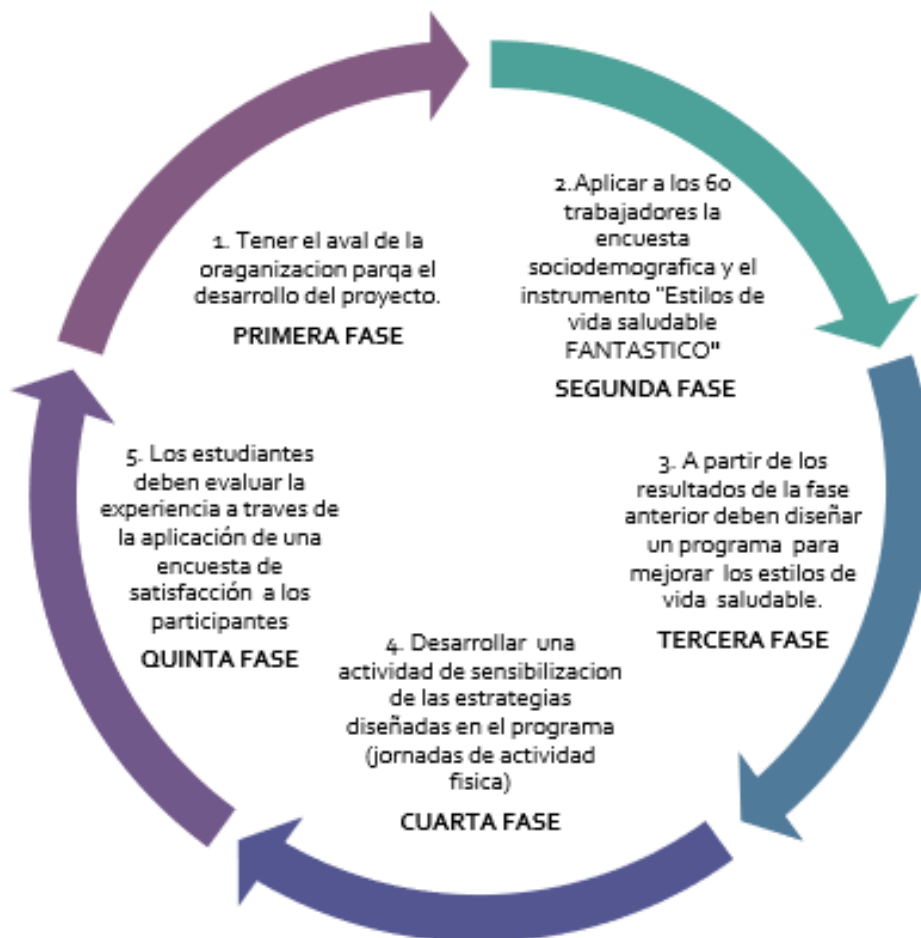 1. Tener el aval de la
oraganizacion parqa el
desarrollo del proyecto.
PRIMERA FASE
2.Aplicar a los 60
trabajadores la
encuesta
sociodemografica y el
instrumento "Estilos de
vida saludable
FANTASTICO"
SEGUNDA FASE
3. A partir de los
resultados de la fase
anterior deben diseñar
un programa para
mejorar los estilos de
vida saludable.
TERCERA FASE
4. Desarrollar una
actividad de sensibilizacion
de las estrategias
diseñadas en el programa
(jornadas de actividad
fisica)
CUARTA FASE
5. Los estudiantes
deben evaluar la
experiencia a traves de
la aplicación de una
encuesta de
satisfacción a los
participantes
QUINTA FASE